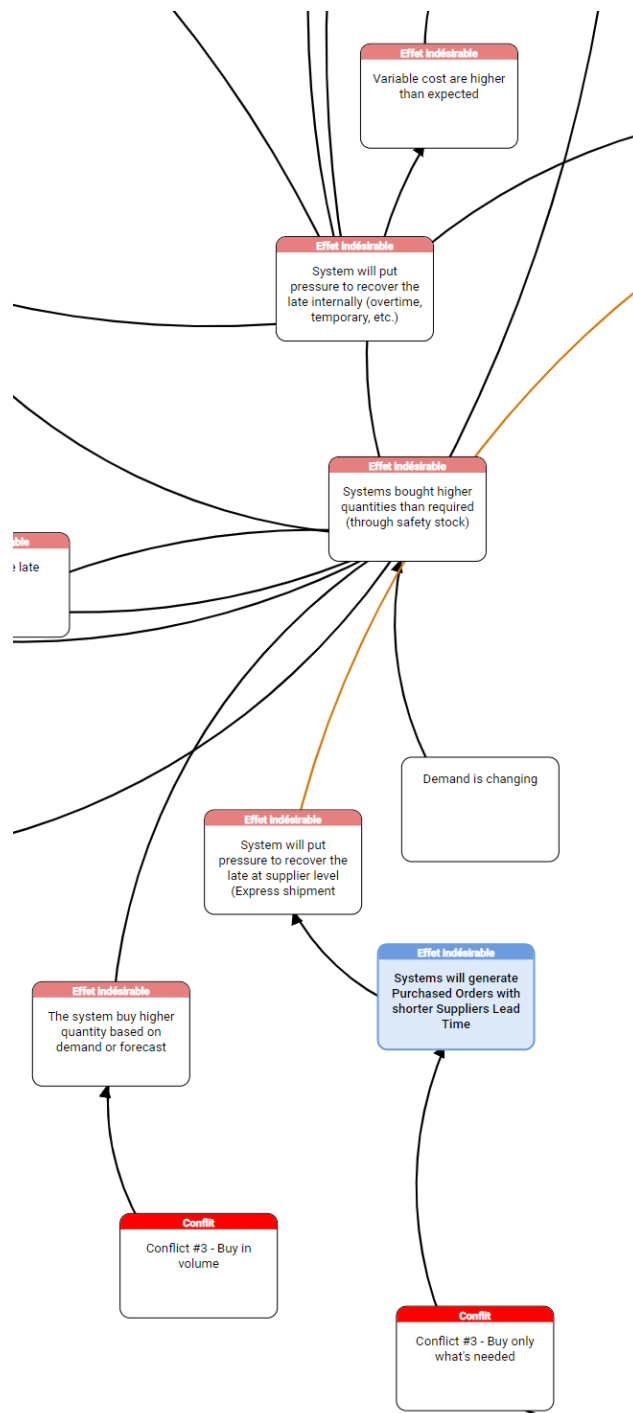 Effet indésirable
Variable cost are higher
than expected
Effet indésirable
System will put
pressure to recover the
late internally (overtime,
temporary, etc.)
Effet indésirable
Systems bought higher
quantities than required
(through safety stock)
late
Demand is changing
Effet indésirable
System will put
pressure to recover the
late at supplier level
(Express shipment
Effet indésirable
Systems will generate
Purchased Orders with
shorter Suppliers Lead
Time
Effet indésirable
The system buy higher
quantity based on
demand or forecast
Conflit
Conflict #3 - Buy in
volume
Conflit
Conflict #3 - Buy only
what's needed